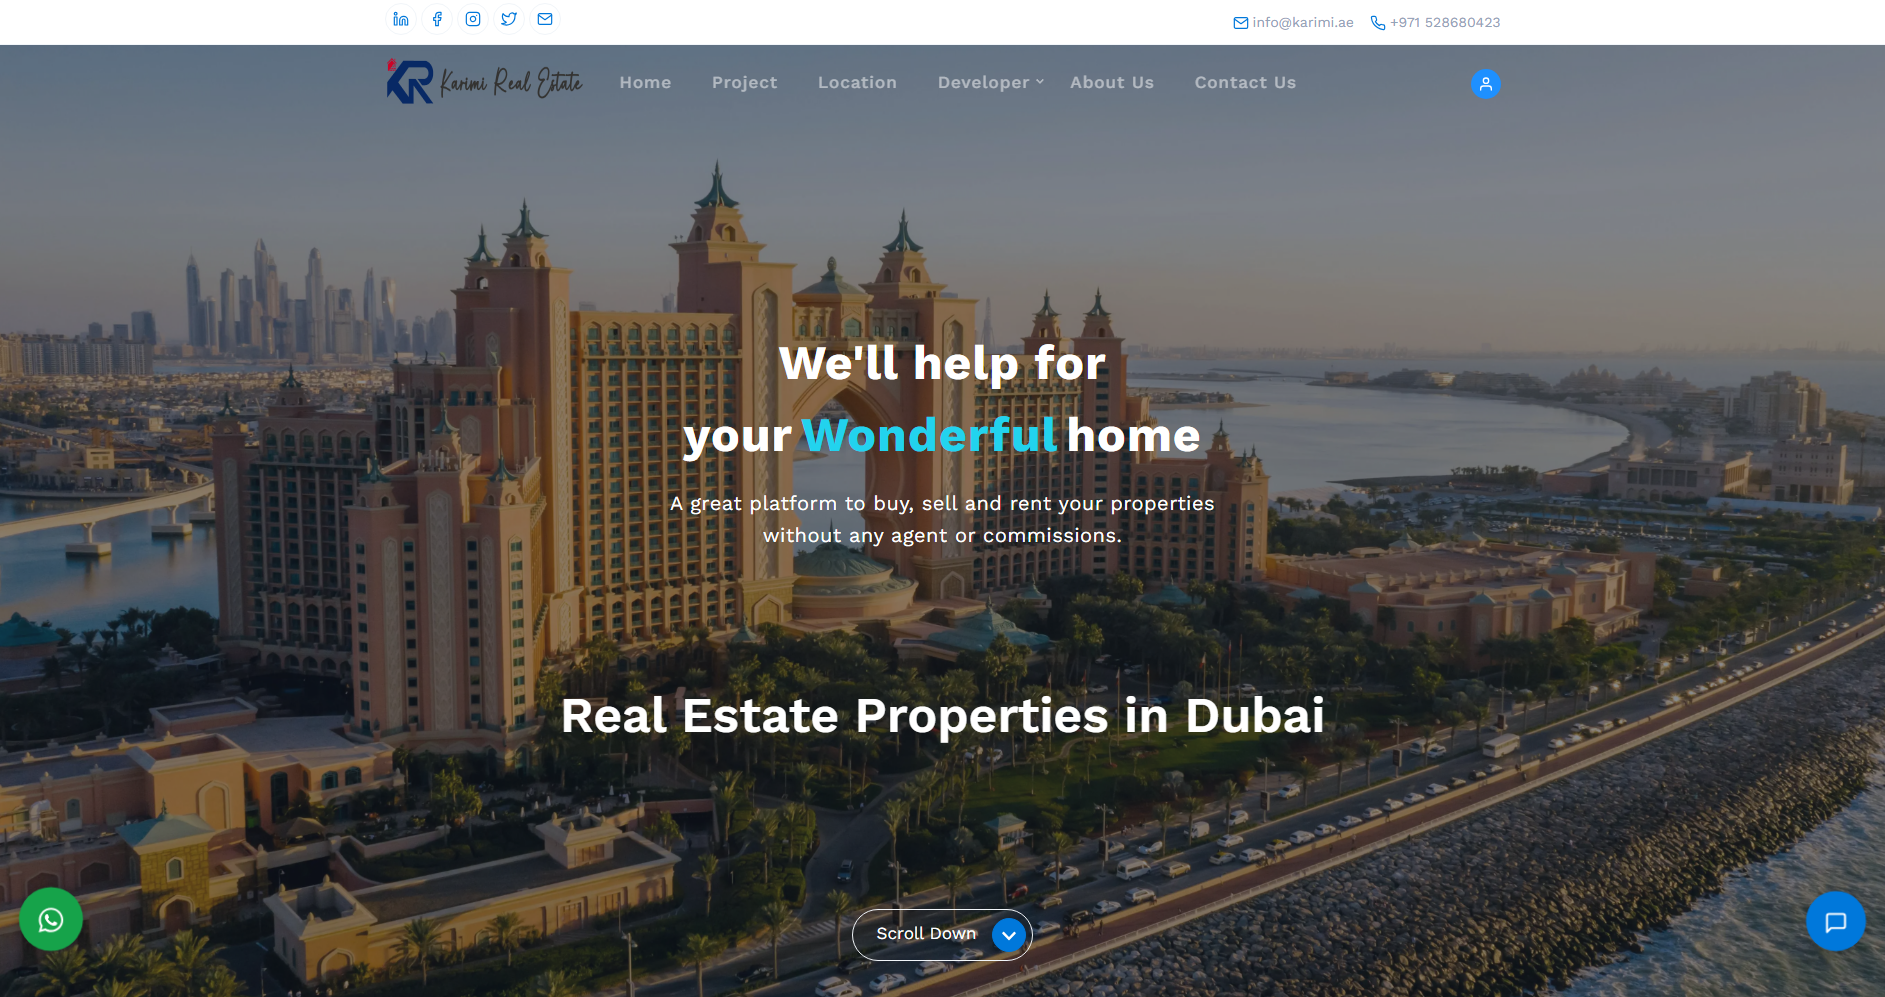 info@karimi.ae +971 528680423
KR Karimi Real Estate Home Project Location Developer About Us Contact Us
We'll help for
your Wonderful home
A great platform to buy, sell and rent your properties
without any agent or commissions.
Real Estate Properties in Dubai
Scroll Down